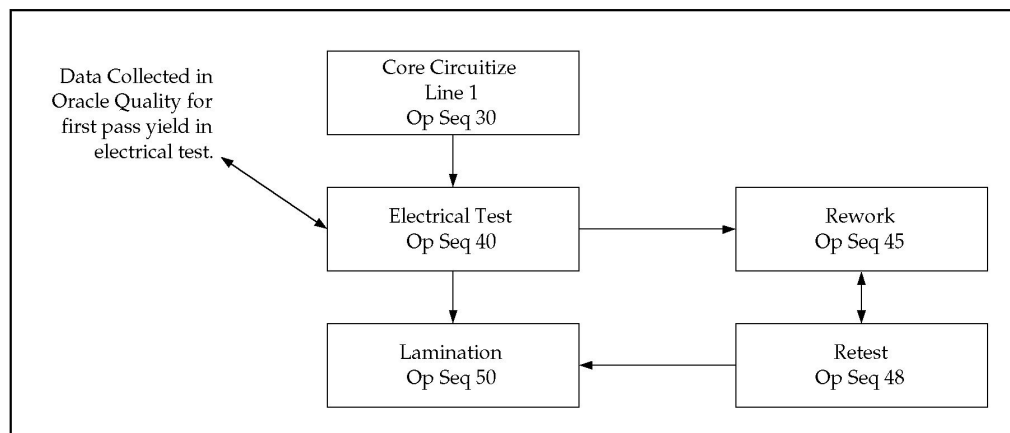 Data Collected in
Oracle Quality for
first pass yield in
electrical test.
Core Circuitize
Line 1
Op Seq 30
Electrical Test
Op Seq 40
Rework
Op Seq 45
Lamination
Op Seq 50
Retest
Op Seq 48